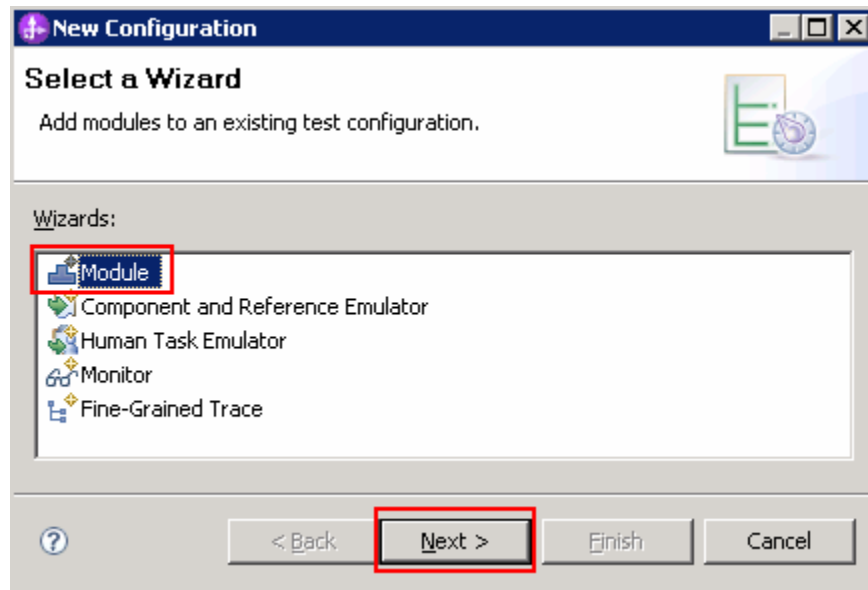 New Configuration
Select a Wizard
Add modules to an existing test configuration.
Wizards:
Module
Component and Reference Emulator
Human Task Emulator
Monitor
Fine-Grained Trace
? < Back Next > Finish Cancel